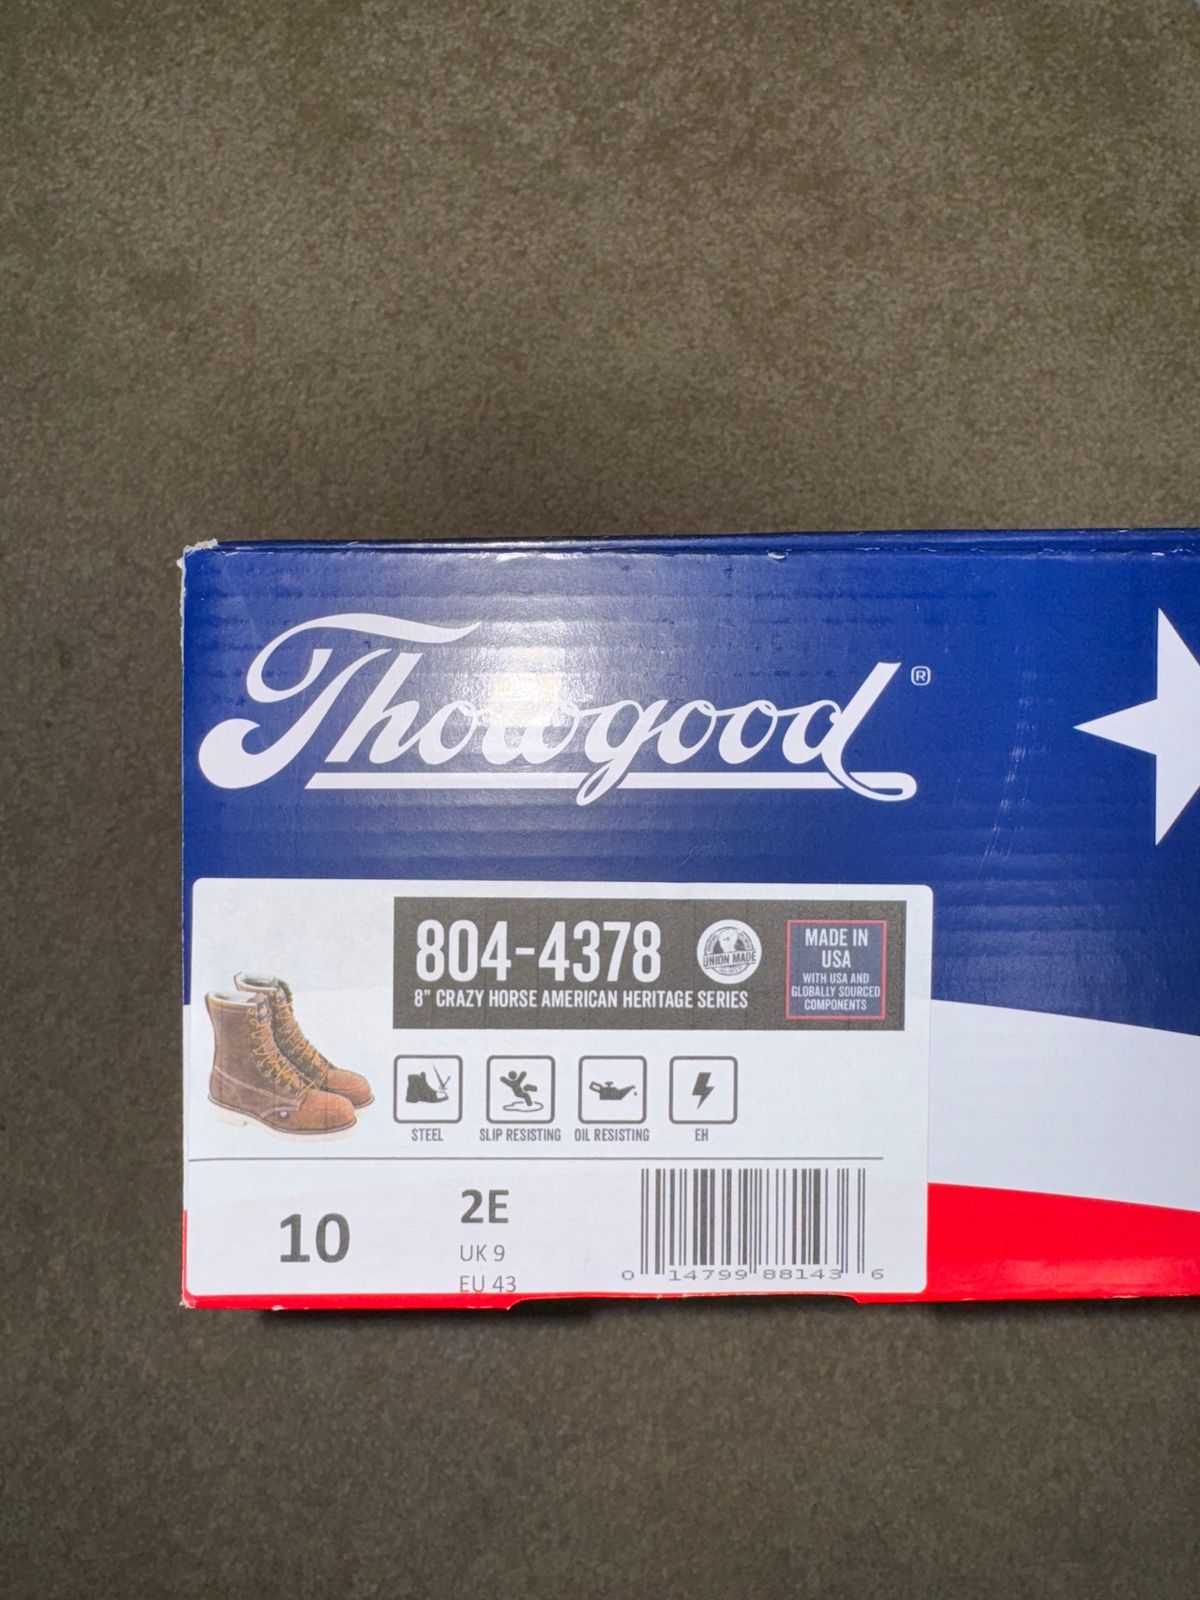 Thorogood®
804-4378
UNION MADE
8” CRAZY HORSE AMERICAN HERITAGE SERIES
MADE IN
USA
WITH USA AND
GLOBALLY SOURCED
COMPONENTS
STEEL
SLIP RESISTING
OIL RESISTING
EH
10
2E
UK 9
EU 43
0 14799 88143 6